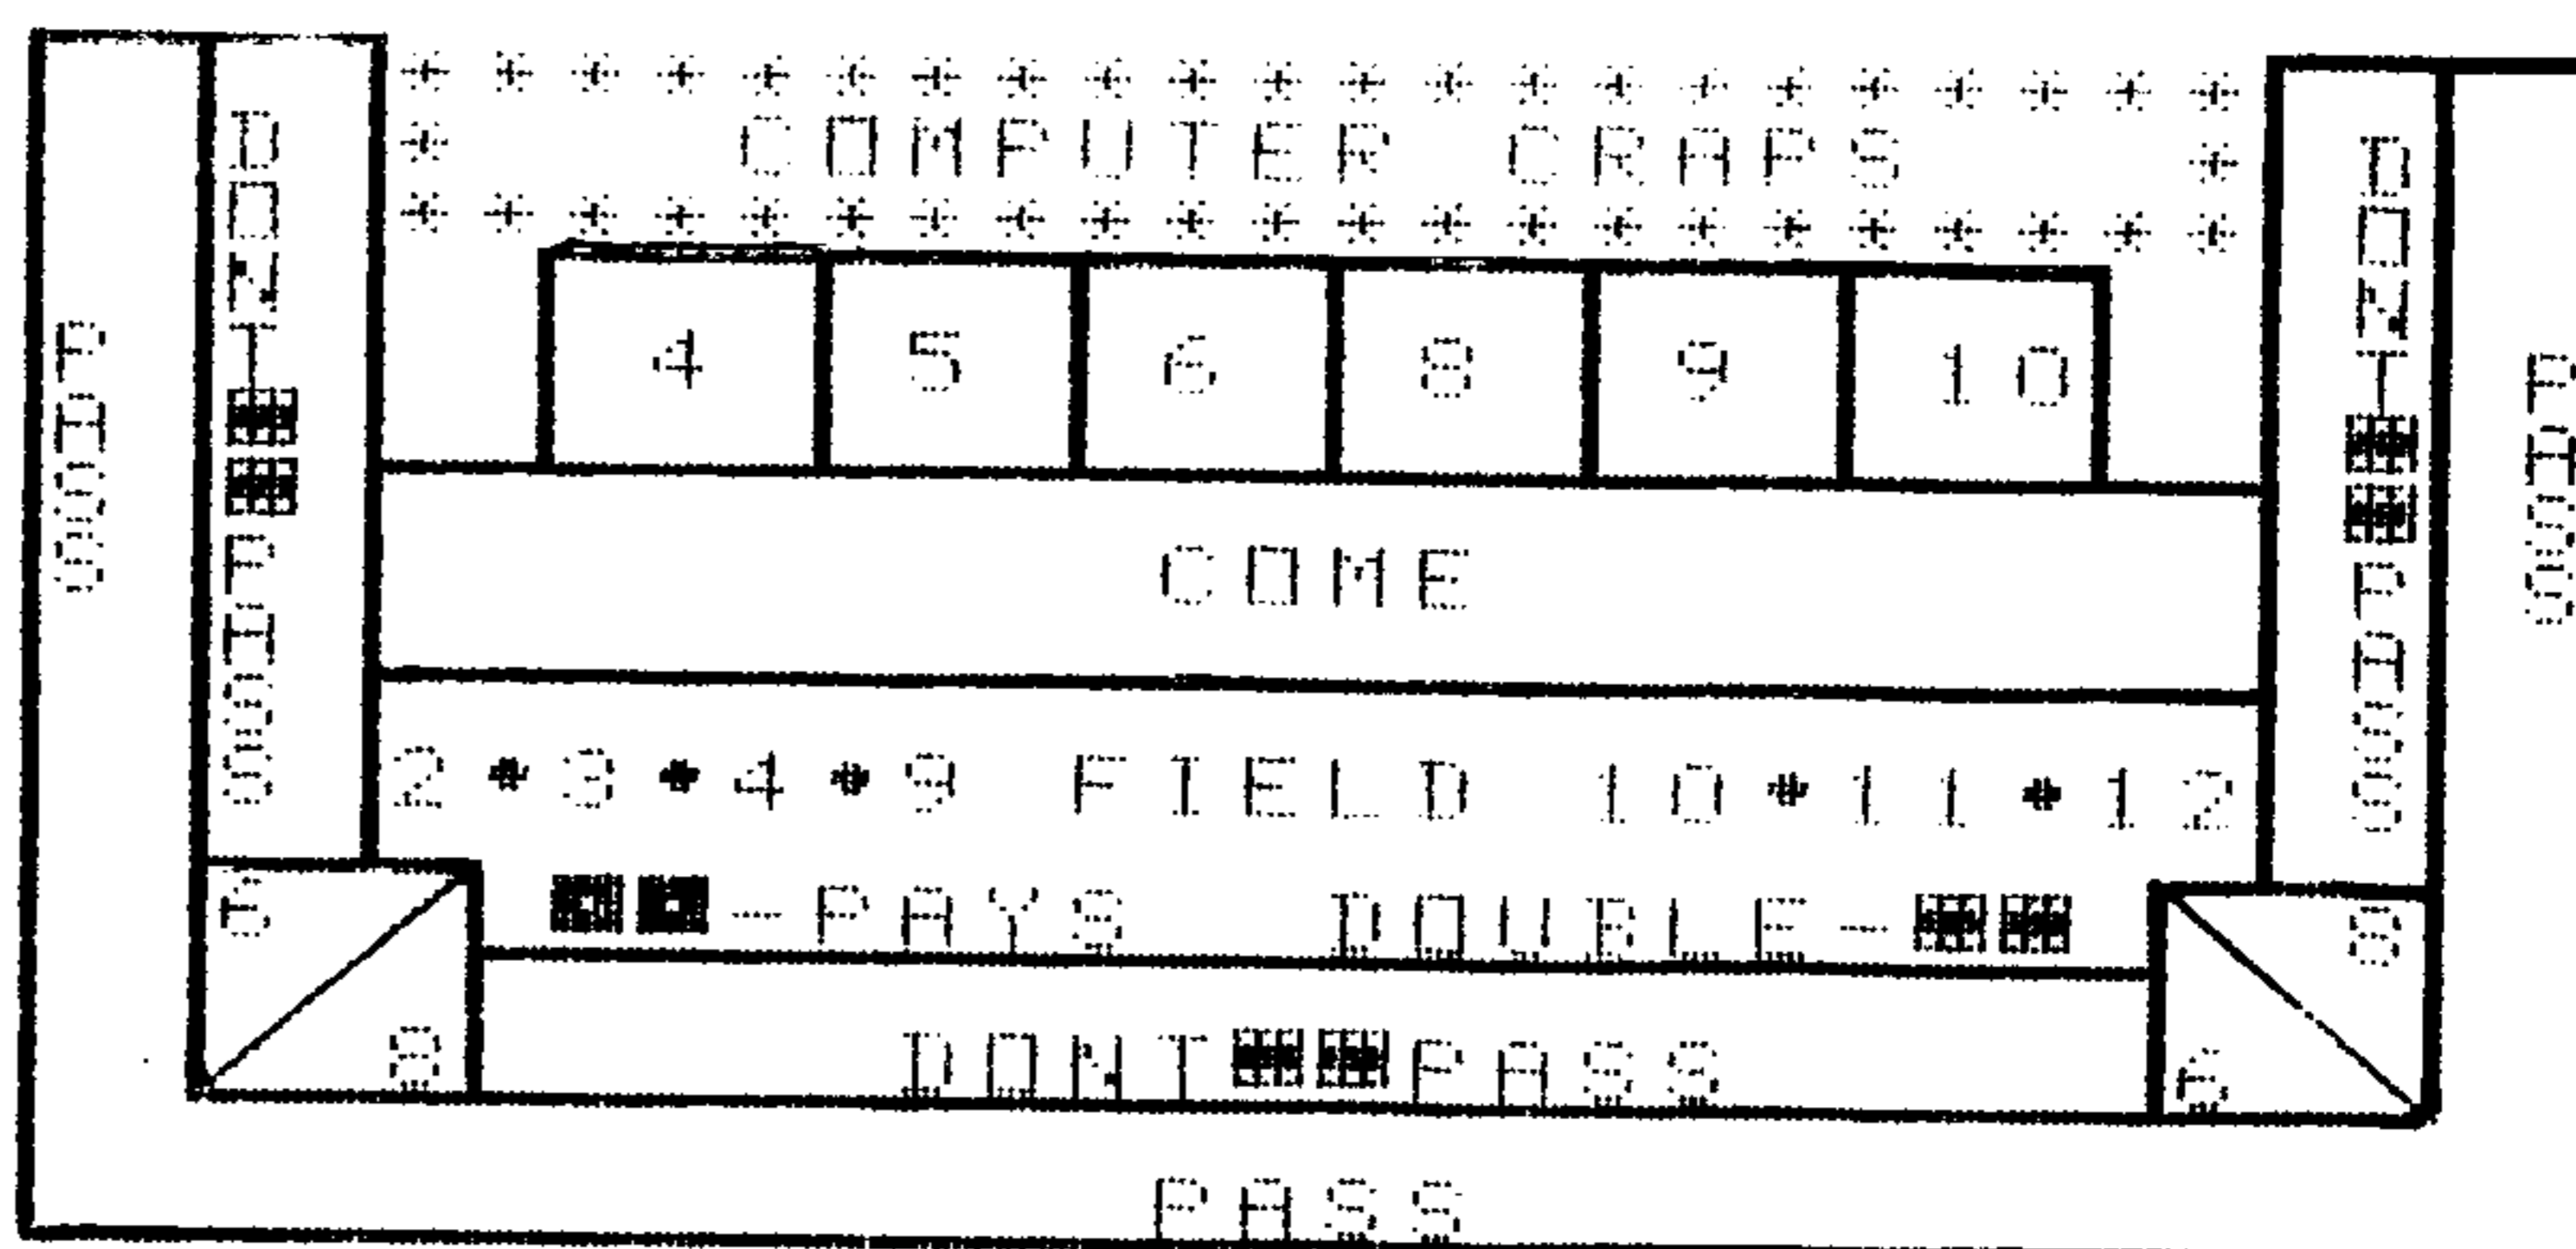 * * * * * * * * * * * * * * * * * * * * * *
* COMPUTER CRAPS *
* * * * * * * * * * * * * * * * * * * * * *
4 5 6 8 9 10
COME
2*3*4*9 FIELD 10*11*12
-PAYS DOUBLE-
DONT PASS
PASS
PASS
DONT PASS
DONT PASS
PASS
6
8
6
8